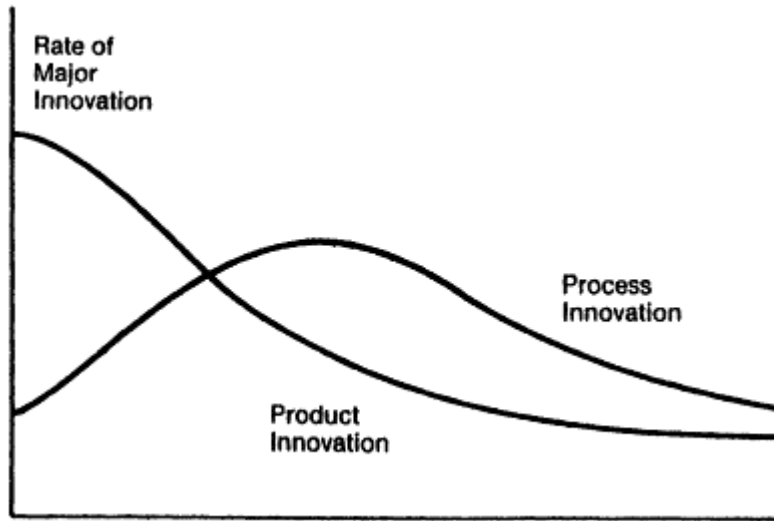 Rate of
Major
Innovation
Process
Innovation
Product
Innovation